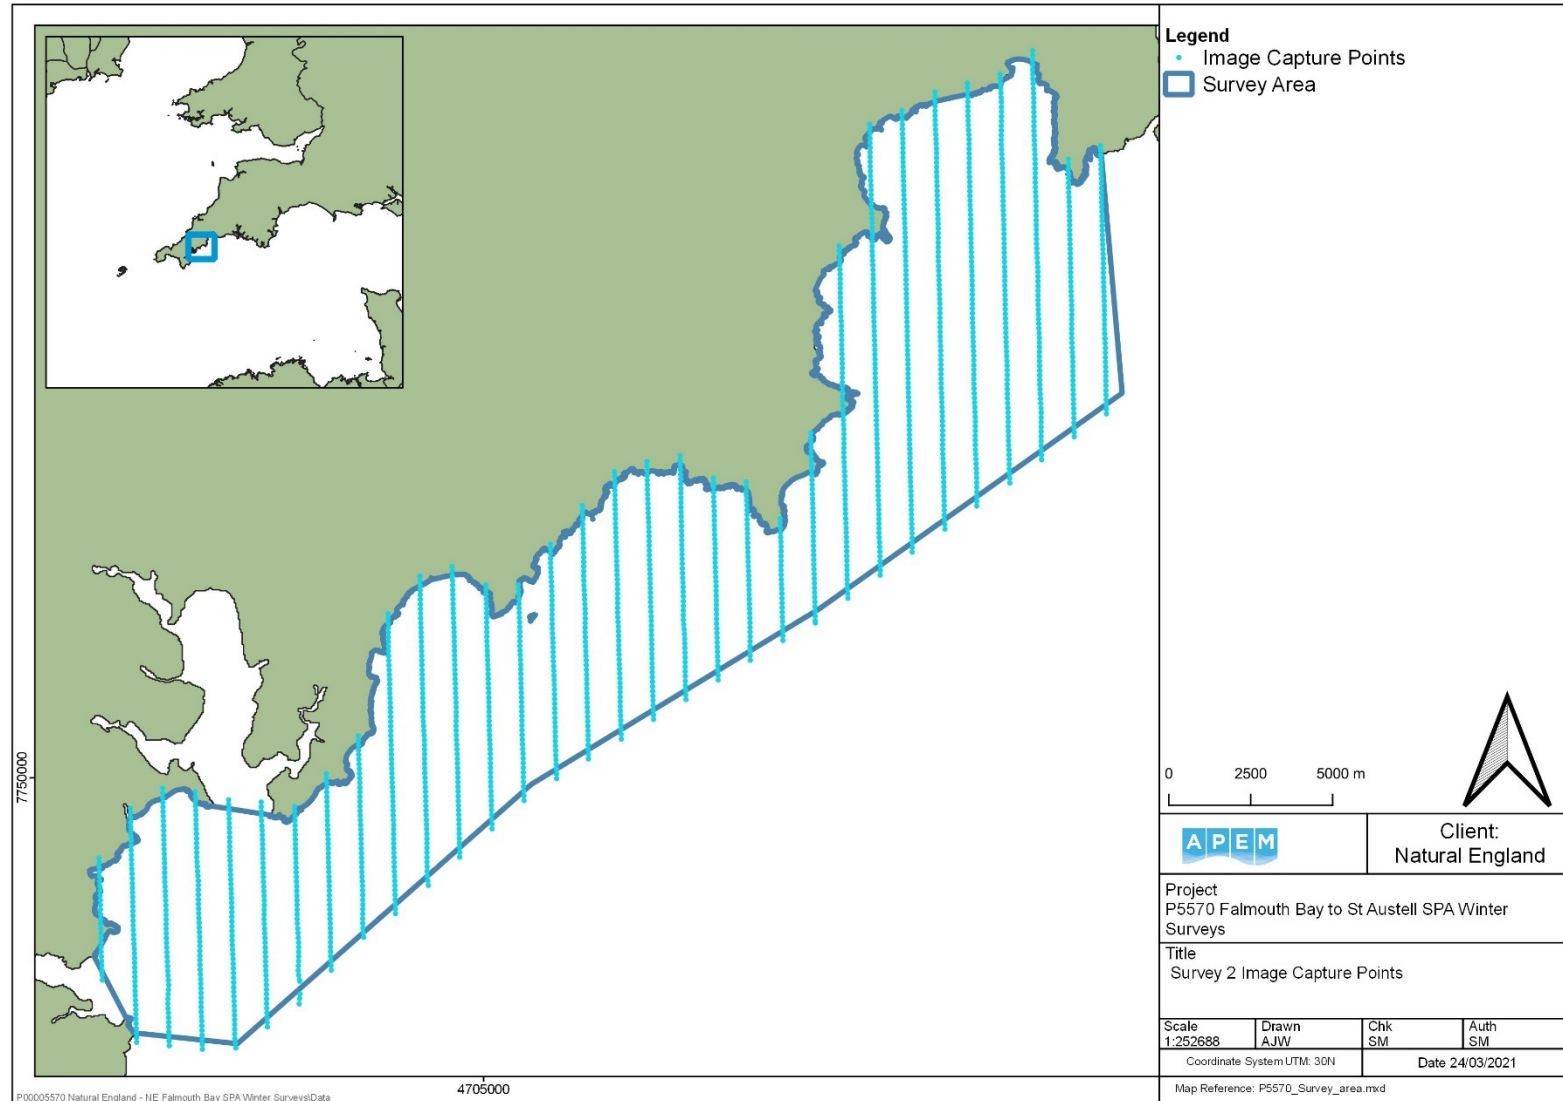 Legend
Image Capture Points
Survey Area
7750000
0 2500 5000 m
APEM
Client:
Natural England
Project
P5570 Falmouth Bay to St Austell SPA Winter
Surveys
Title
Survey 2 Image Capture Points
Scale
1:252688
Drawn
AJW
Chk
SM
Auth
SM
Coordinate System UTM: 30N
Date 24/03/2021
Map Reference: P5570_Survey_area.mxd
4705000
P00005570 Natural England - NE Falmouth Bay SPA Winter Surveys\Data